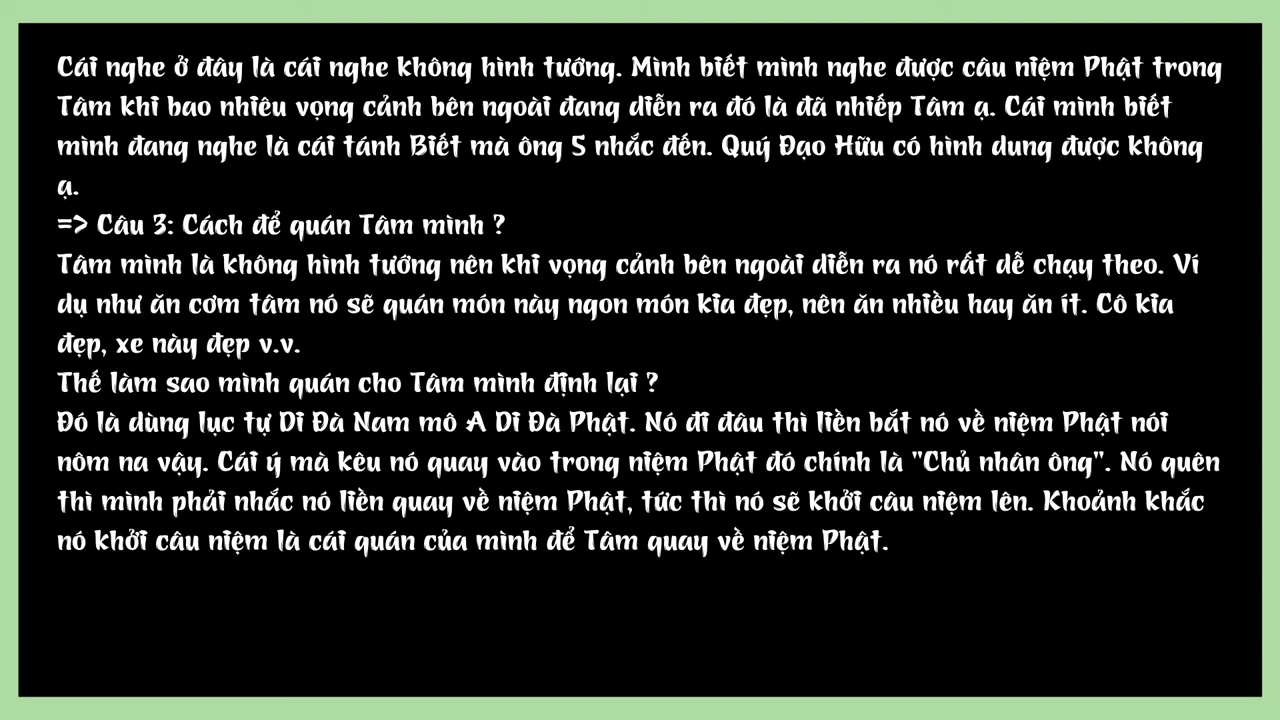 Cái nghe ở đây là cái nghe không hình tướng. Mình biết mình nghe được câu niệm Phật trong
Tâm khi bao nhiêu vọng cảnh bên ngoài đang diễn ra đó là đã nhiếp Tâm ạ. Cái mình biết
mình đang nghe là cái tánh Biết mà ông 5 nhắc đến. Quý Đạo Hữu có hình dung được không
ạ.
=> Câu 3: Cách để quán Tâm mình ?
Tâm mình là không hình tướng nên khi vọng cảnh bên ngoài diễn ra nó rất dễ chạy theo. Ví
dụ như ăn cơm tâm nó sẽ quán món này ngon món kia đẹp, nên ăn nhiều hay ăn ít. Cô kia
đẹp, xe này đẹp v.v.
Thế làm sao mình quán cho Tâm mình định lại ?
Đó là dùng lục tự Di Đà Nam mô A Di Đà Phật. Nó đi đâu thì liền bắt nó về niệm Phật nói
nôm na vậy. Cái ý mà kêu nó quay vào trong niệm Phật đó chính là "Chủ nhân ông". Nó quên
thì mình phải nhắc nó liền quay về niệm Phật, tức thì nó sẽ khởi câu niệm lên. Khoảnh khắc
nó khởi câu niệm là cái quán của mình để Tâm quay về niệm Phật.